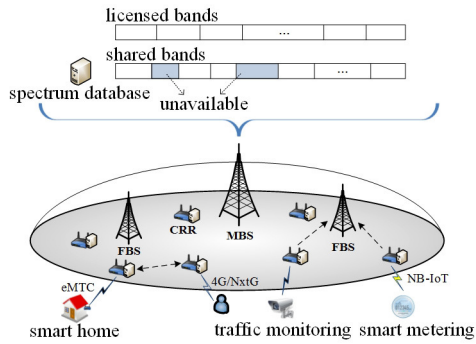 licensed bands
...
shared bands
...
spectrum database
unavailable
CRR
MBS
FBS
FBS
eMTC
4G/NxtG
NB-IoT
smart home
traffic monitoring
smart metering